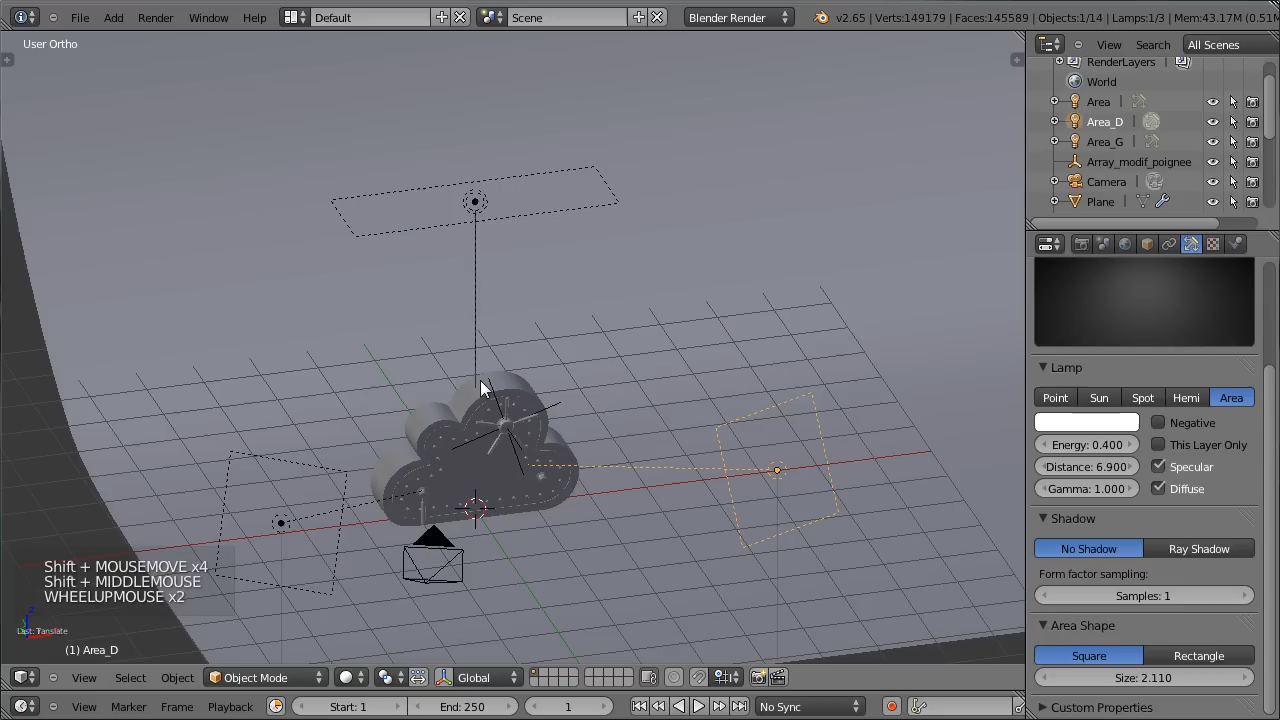 File Add Render Window Help Default Scene Blender Render v2.65 | Verts:149179 | Faces:145589 | Objects:1/14 | Lamps:1/3 | Mem:43.17M (0.51M
User Ortho
View Search All Scenes
RenderLayers
World
Area
Area_D
Area_G
Array_modif_poignee
Camera
Plane
Lamp
Point Sun Spot Hemi Area
Negative
Energy: 0.400 This Layer Only
Distance: 6.900 Specular
Gamma: 1.000 Diffuse
Shadow
No Shadow Ray Shadow
Form factor sampling:
Samples: 1
Area Shape
Square Rectangle
Size: 2.110
Custom Properties
Shift + MOUSEMOVE x4
Shift + MIDDLEMOUSE
WHEELUPMOUSE x2
Last: Translate
(1) Area_D
View Select Object Object Mode Global
View Marker Frame Playback Start: 1 End: 250 1 No Sync